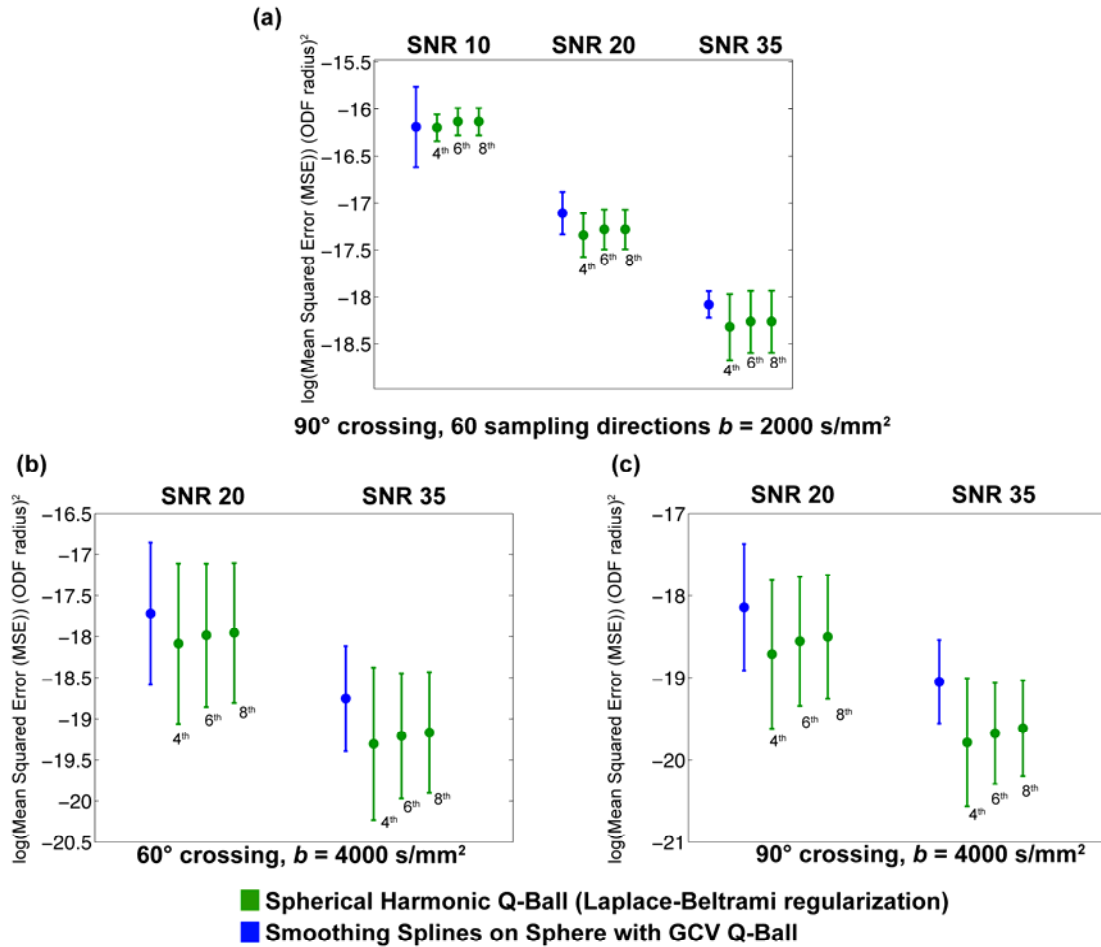 (a)
SNR 10 SNR 20 SNR 35
log(Mean Squared Error (MSE)) (ODF radius)²
−15.5
−16
−16.5
−17
−17.5
−18
−18.5
4th 6th 8th
4th 6th 8th
4th 6th 8th
90° crossing, 60 sampling directions b = 2000 s/mm²
(b)
SNR 20 SNR 35
log(Mean Squared Error (MSE)) (ODF radius)²
−16.5
−17
−17.5
−18
−18.5
−19
−19.5
−20
−20.5
4th 6th 8th
4th 6th 8th
60° crossing, b = 4000 s/mm²
(c)
SNR 20 SNR 35
log(Mean Squared Error (MSE)) (ODF radius)²
−17
−18
−19
−20
−21
4th 6th 8th
4th 6th 8th
90° crossing, b = 4000 s/mm²
Spherical Harmonic Q-Ball (Laplace-Beltrami regularization)
Smoothing Splines on Sphere with GCV Q-Ball